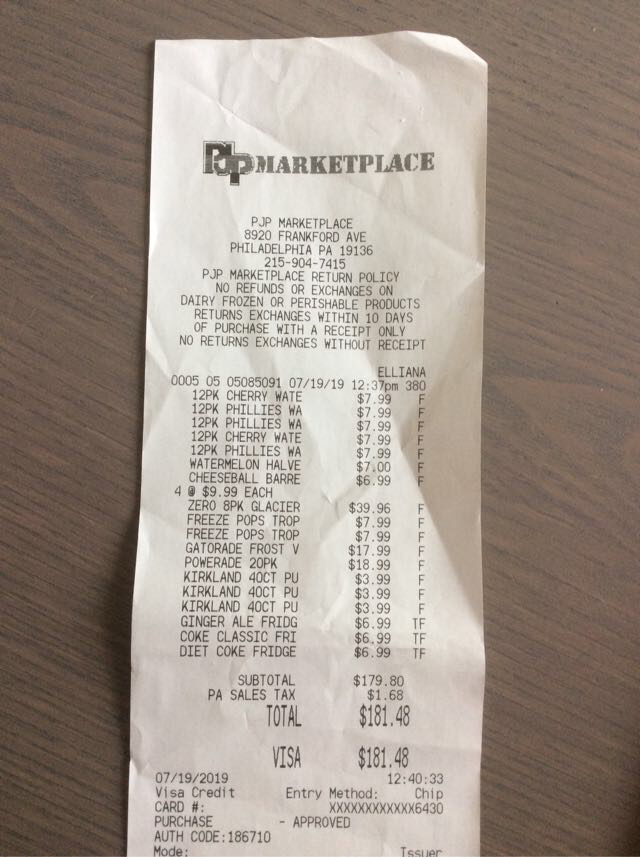 PJP MARKETPLACE
PJP MARKETPLACE
8920 FRANKFORD AVE
PHILADELPHIA PA 19136
215-904-7415
PJP MARKETPLACE RETURN POLICY
NO REFUNDS OR EXCHANGES ON
DAIRY FROZEN OR PERISHABLE PRODUCTS
RETURNS EXCHANGES WITHIN 10 DAYS
OF PURCHASE WITH A RECEIPT ONLY
NO RETURNS EXCHANGES WITHOUT RECEIPT
ELLIANA
0005 05 05085091 07/19/19 12:37pm 380
12PK CHERRY WATE $7.99 F
12PK PHILLIES WA $7.99 F
12PK PHILLIES WA $7.99 F
12PK CHERRY WATE $7.99 F
12PK PHILLIES WA $7.99 F
WATERMELON HALVE $7.00 F
CHEESEBALL BARRE $6.99 F
4 @ $9.99 EACH
ZERO 8PK GLACIER $39.96 F
FREEZE POPS TROP $7.99 F
FREEZE POPS TROP $7.99 F
GATORADE FROST V $17.99 F
POWERADE 20PK $18.99 F
KIRKLAND 40CT PU $3.99 F
KIRKLAND 40CT PU $3.99 F
KIRKLAND 40CT PU $3.99 F
GINGER ALE FRIDG $6.99 TF
COKE CLASSIC FRI $6.99 TF
DIET COKE FRIDGE $6.99 TF
SUBTOTAL $179.80
PA SALES TAX $1.68
TOTAL $181.48
VISA $181.48
07/19/2019 12:40:33
Visa Credit Entry Method: Chip
CARD #: XXXXXXXXXXXX6430
PURCHASE - APPROVED
AUTH CODE:186710
Mode: Issuer